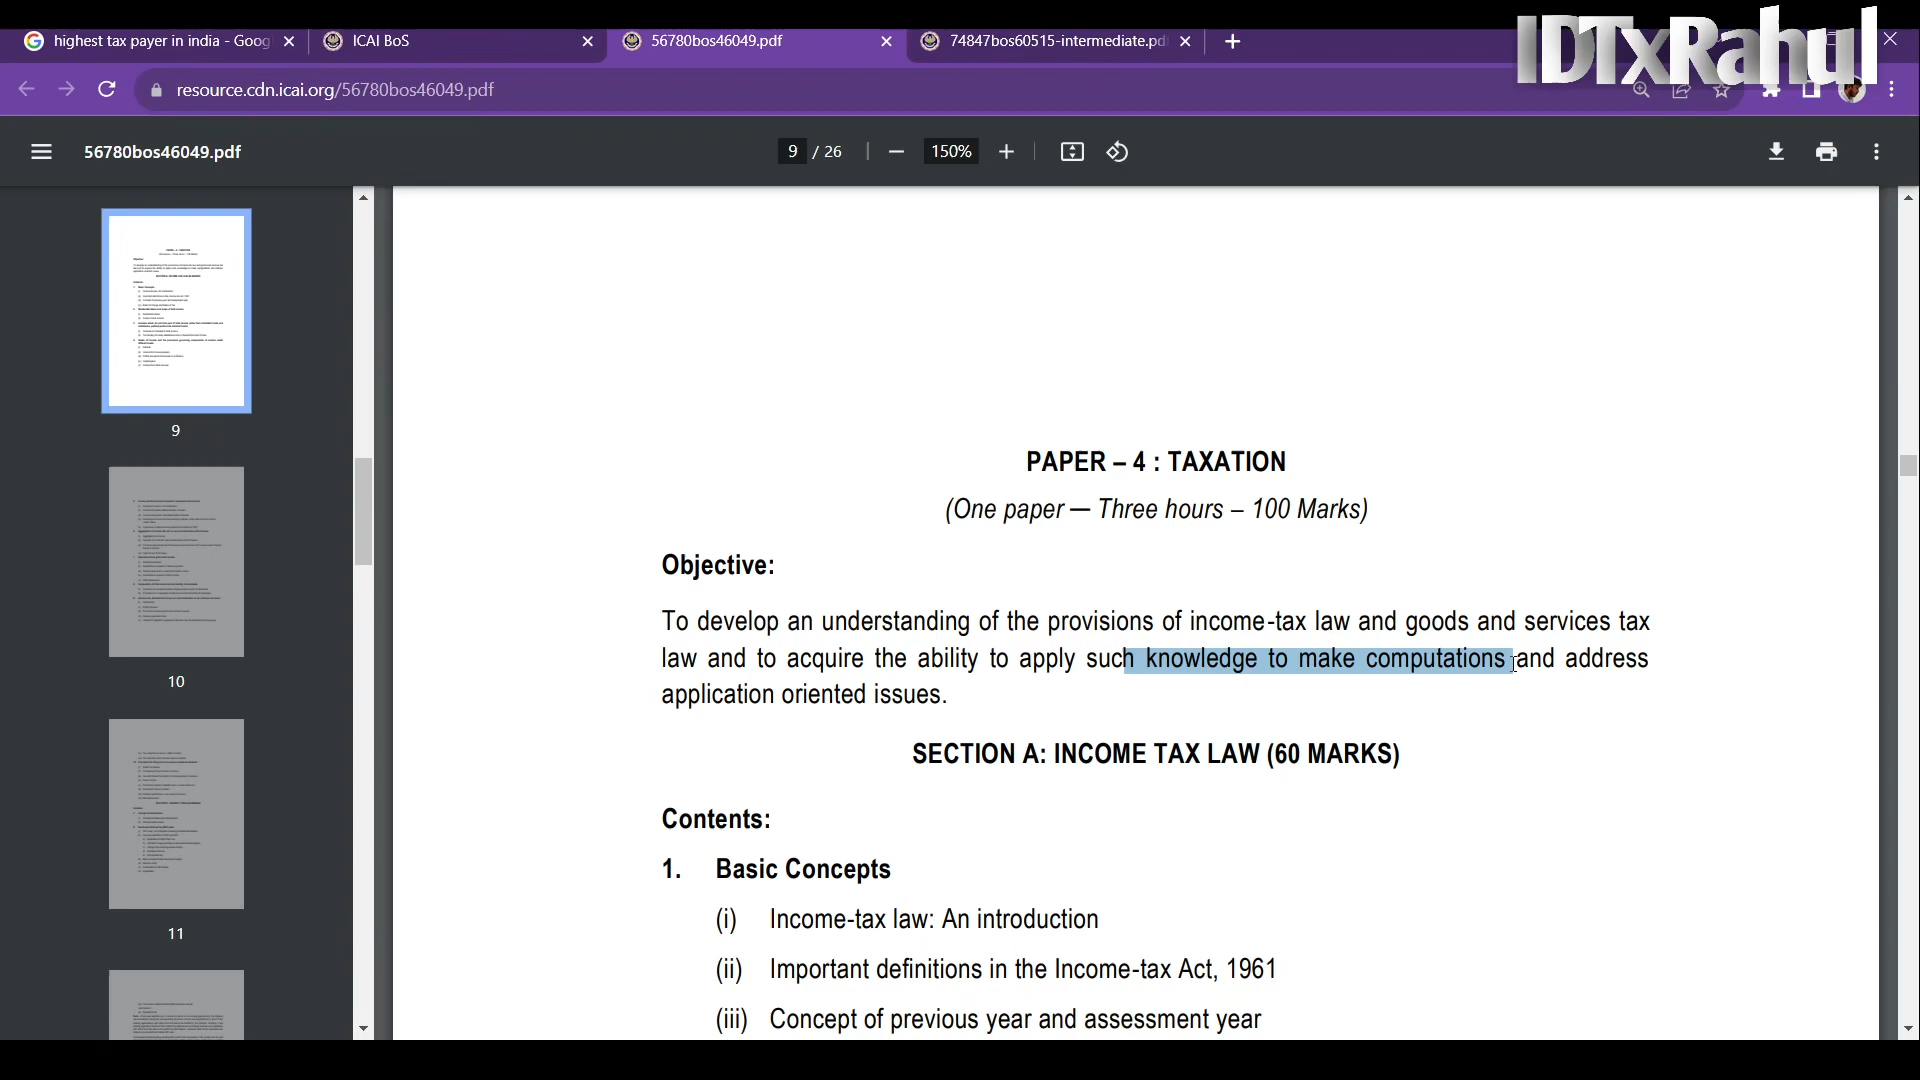 IDTxRahul
highest tax payer in india - Goog
ICAI BoS
56780bos46049.pdf
74847bos60515-intermediate.pd
resource.cdn.icai.org/56780bos46049.pdf
56780bos46049.pdf
9 / 26
150%
9
10
11
PAPER – 4 : TAXATION
(One paper — Three hours – 100 Marks)
Objective:
To develop an understanding of the provisions of income-tax law and goods and services tax
law and to acquire the ability to apply such knowledge to make computations and address
application oriented issues.
SECTION A: INCOME TAX LAW (60 MARKS)
Contents:
1. Basic Concepts
(i) Income-tax law: An introduction
(ii) Important definitions in the Income-tax Act, 1961
(iii) Concept of previous year and assessment year